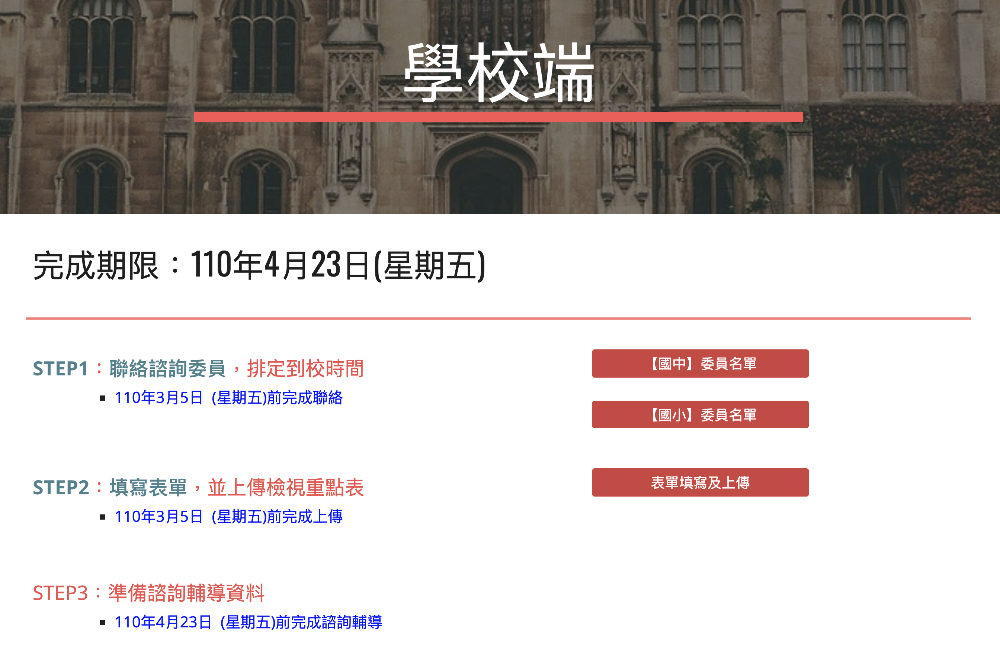 學校端
完成期限：110年4月23日(星期五)
STEP1：聯絡諮詢委員，排定到校時間
110年3月5日 (星期五)前完成聯絡
【國中】委員名單
【國小】委員名單
STEP2：填寫表單，並上傳檢視重點表
110年3月5日 (星期五)前完成上傳
表單填寫及上傳
STEP3：準備諮詢輔導資料
110年4月23日 (星期五)前完成諮詢輔導